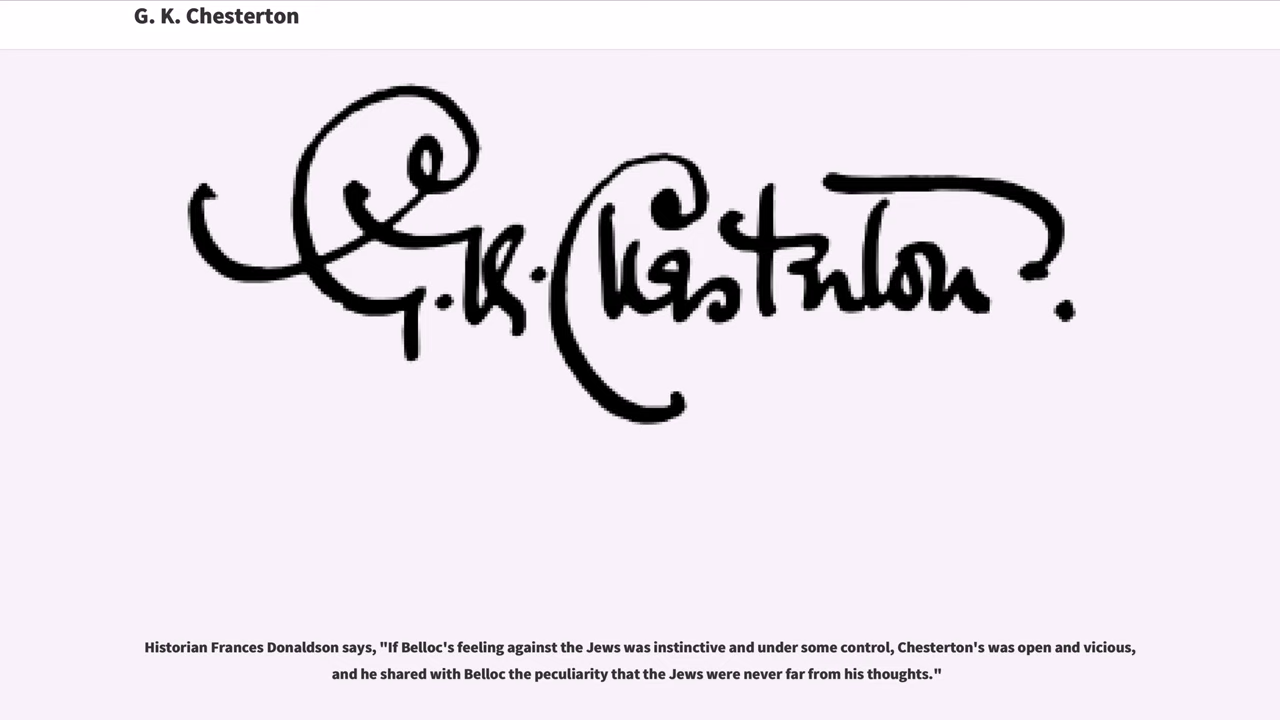 G. K. Chesterton
G.K. Chesterton.
Historian Frances Donaldson says, "If Belloc's feeling against the Jews was instinctive and under some control, Chesterton's was open and vicious,
and he shared with Belloc the peculiarity that the Jews were never far from his thoughts."